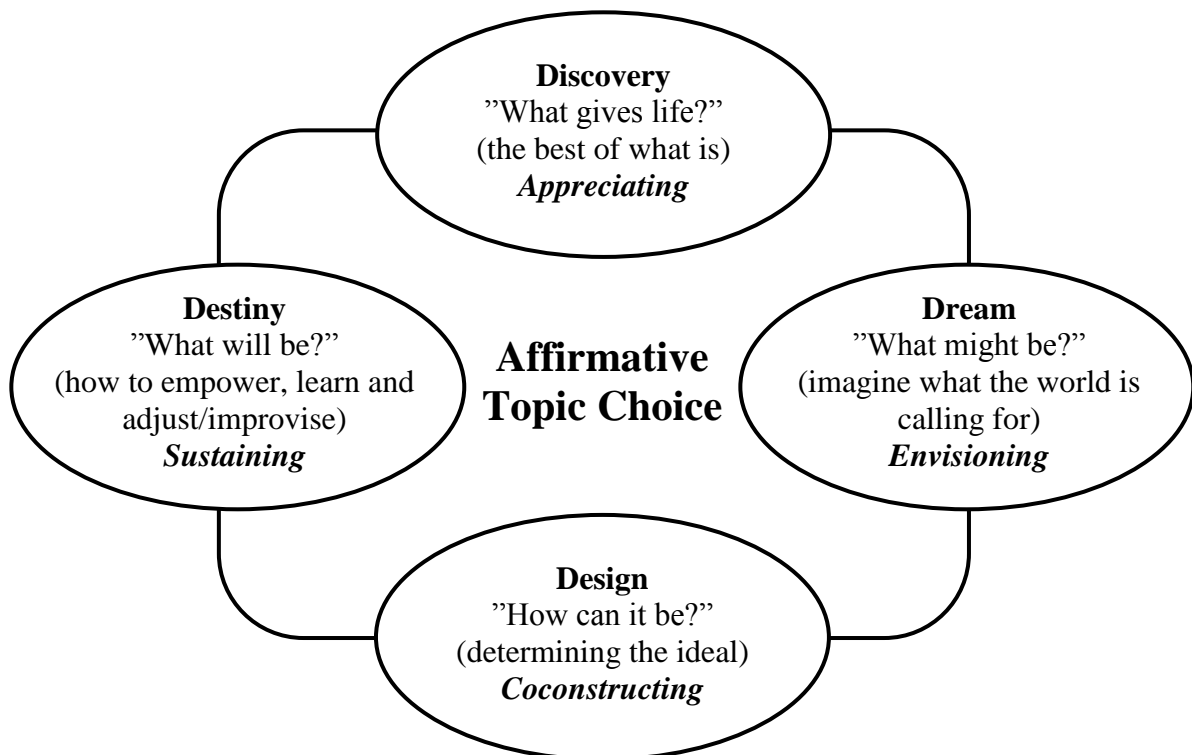 Discovery
”What gives life?”
(the best of what is)
Appreciating
Destiny
”What will be?”
(how to empower, learn and
adjust/improvise)
Sustaining
Affirmative
Topic Choice
Dream
”What might be?”
(imagine what the world is
calling for)
Envisioning
Design
”How can it be?”
(determining the ideal)
Coconstructing